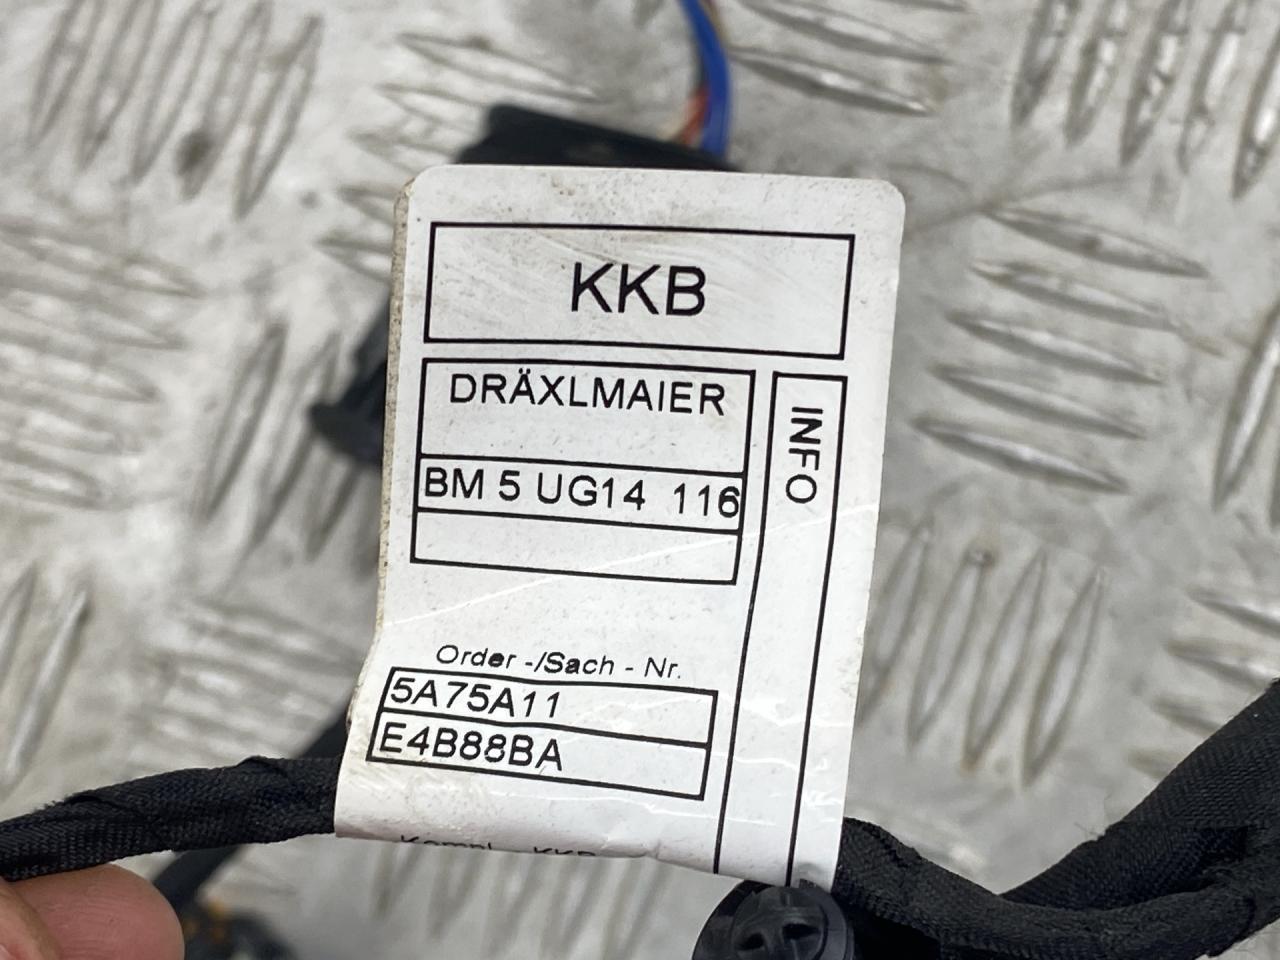 KKB
DRÄXLMAIER
INFO
BM 5 UG14 116
Order -/Sach - Nr.
5A75A11
E4B88BA